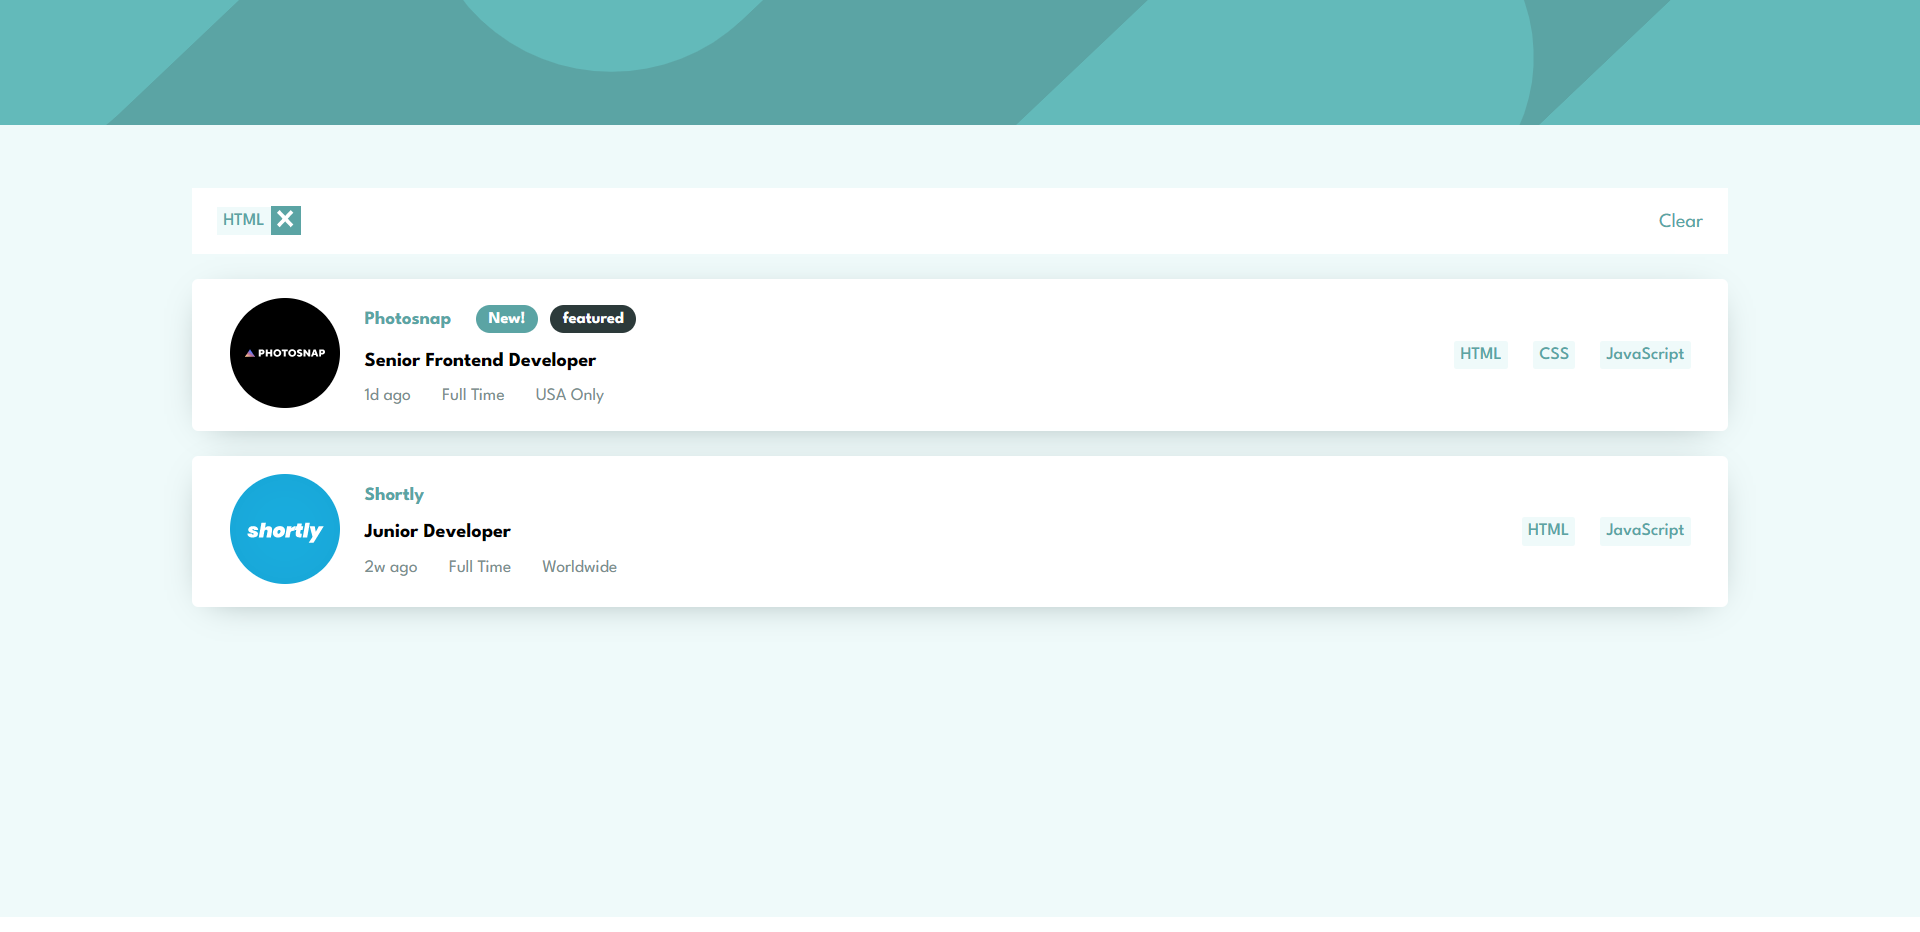 HTML Clear
PHOTOSNAP
Photosnap New! featured
Senior Frontend Developer
1d ago Full Time USA Only
HTML CSS JavaScript
shortly
Shortly
Junior Developer
2w ago Full Time Worldwide
HTML JavaScript